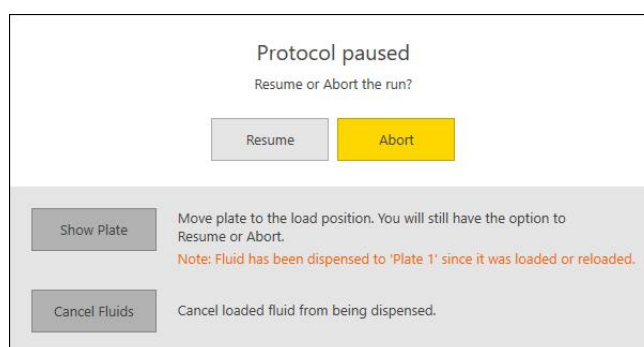 Protocol paused
Resume or Abort the run?
Resume
Abort
Show Plate
Move plate to the load position. You will still have the option to
Resume or Abort.
Note: Fluid has been dispensed to 'Plate 1' since it was loaded or reloaded.
Cancel Fluids
Cancel loaded fluid from being dispensed.